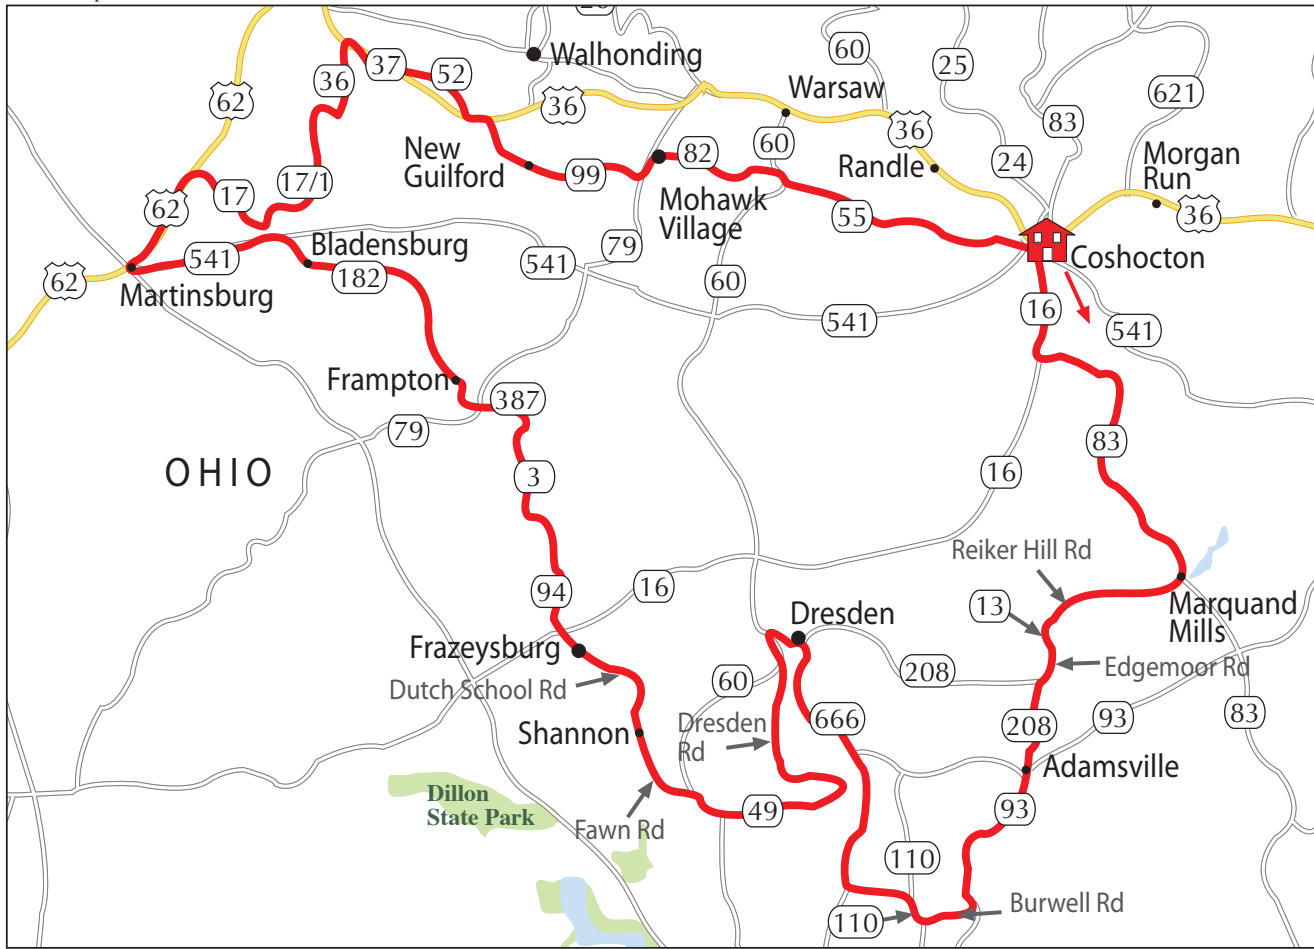 Walhonding
60
25
37
52
36
62
36
Warsaw
621
83
36
60
24
New
Guilford
82
Randle
Morgan
Run
17/1
17
99
62
Mohawk
Village
55
36
Bladensburg
79
541
541
182
62
Martinsburg
60
Coshocton
16
541
541
Frampton
387
79
83
OHIO
3
16
Reiker Hill Rd
94
16
13
Marquand
Mills
Dresden
Frazeysburg
Edgemoor Rd
208
Dutch School Rd
60
666
Dresden
Rd
208
93
83
Shannon
Adamsville
Dillon
State Park
49
93
Fawn Rd
110
Burwell Rd
110